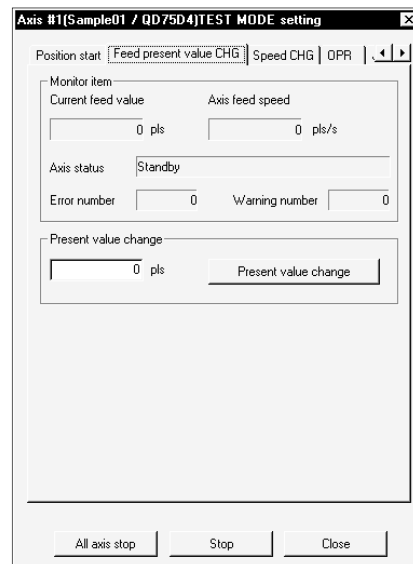 Axis #1(Sample01 / QD75D4)TEST MODE setting
Position start Feed present value CHG Speed CHG OPR
Monitor item
Current feed value Axis feed speed
0 pls 0 pls/s
Axis status Standby
Error number 0 Warning number 0
Present value change
0 pls Present value change
All axis stop Stop Close